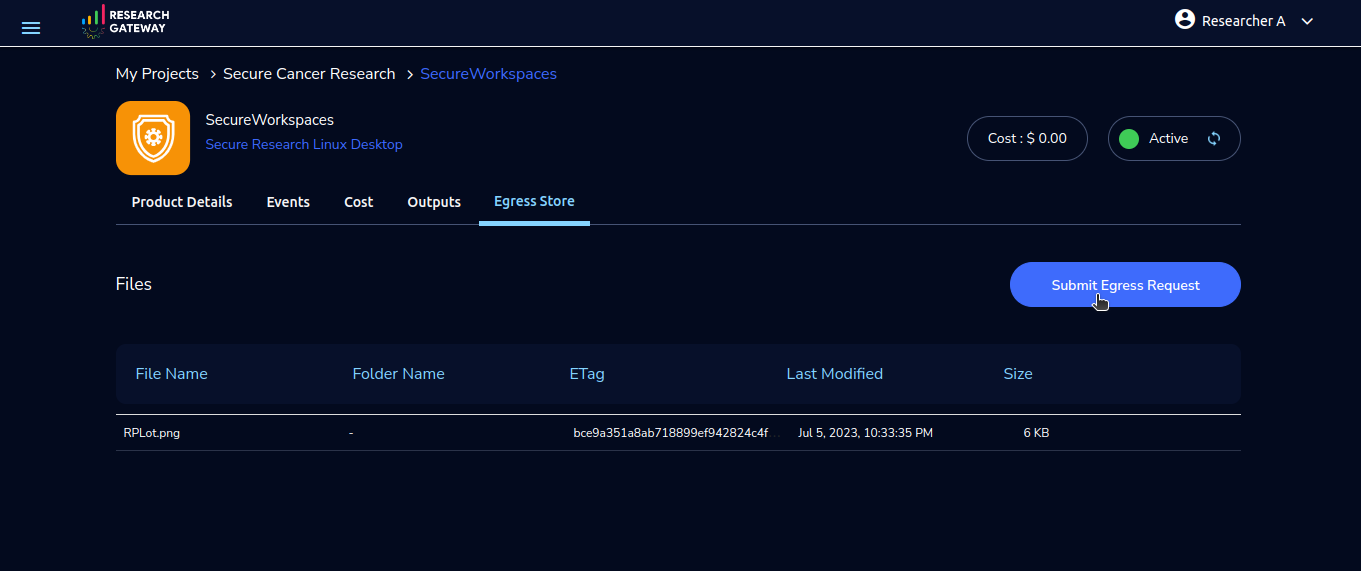 RESEARCH
GATEWAY
Researcher A
My Projects > Secure Cancer Research > SecureWorkspaces
SecureWorkspaces
Secure Research Linux Desktop
Cost : $ 0.00
Active
Product Details Events Cost Outputs Egress Store
Files
Submit Egress Request
File Name Folder Name ETag Last Modified Size
RPLot.png - bce9a351a8ab718899ef942824c4f... Jul 5, 2023, 10:33:35 PM 6 KB